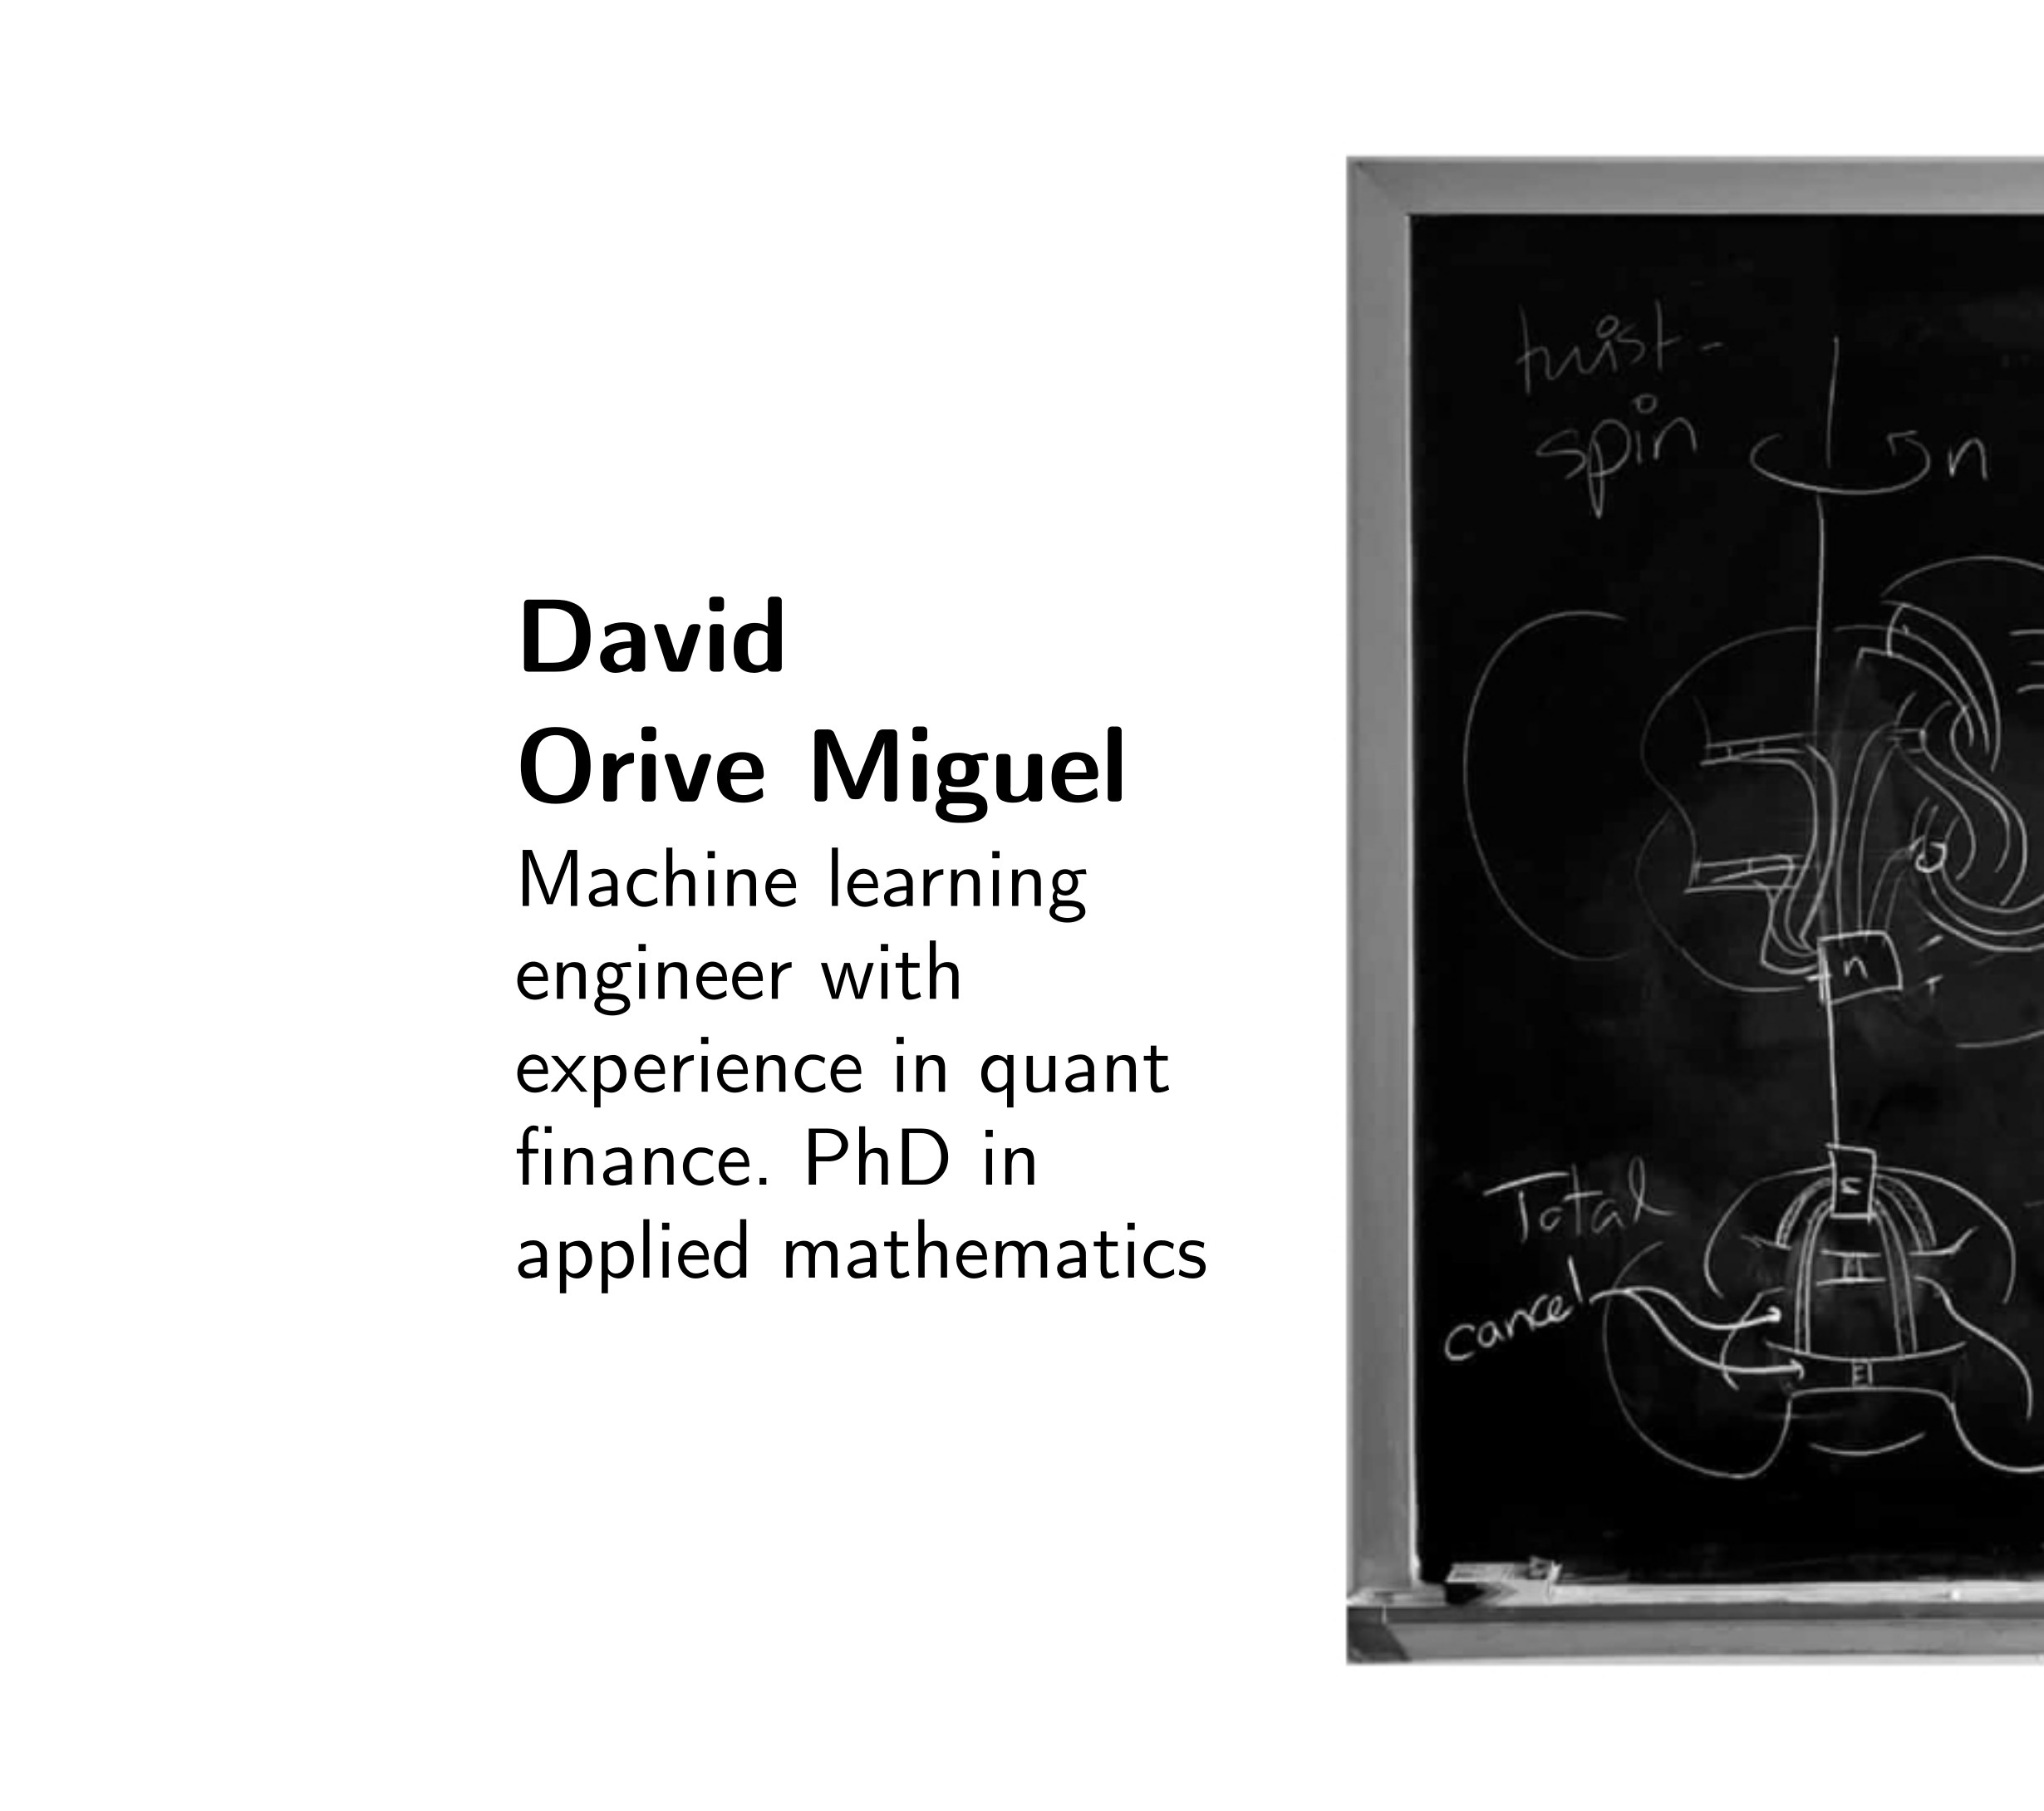 David
Orive Miguel
Machine learning
engineer with
experience in quant
finance. PhD in
applied mathematics
twist-
spin
n
n
Total
cancel